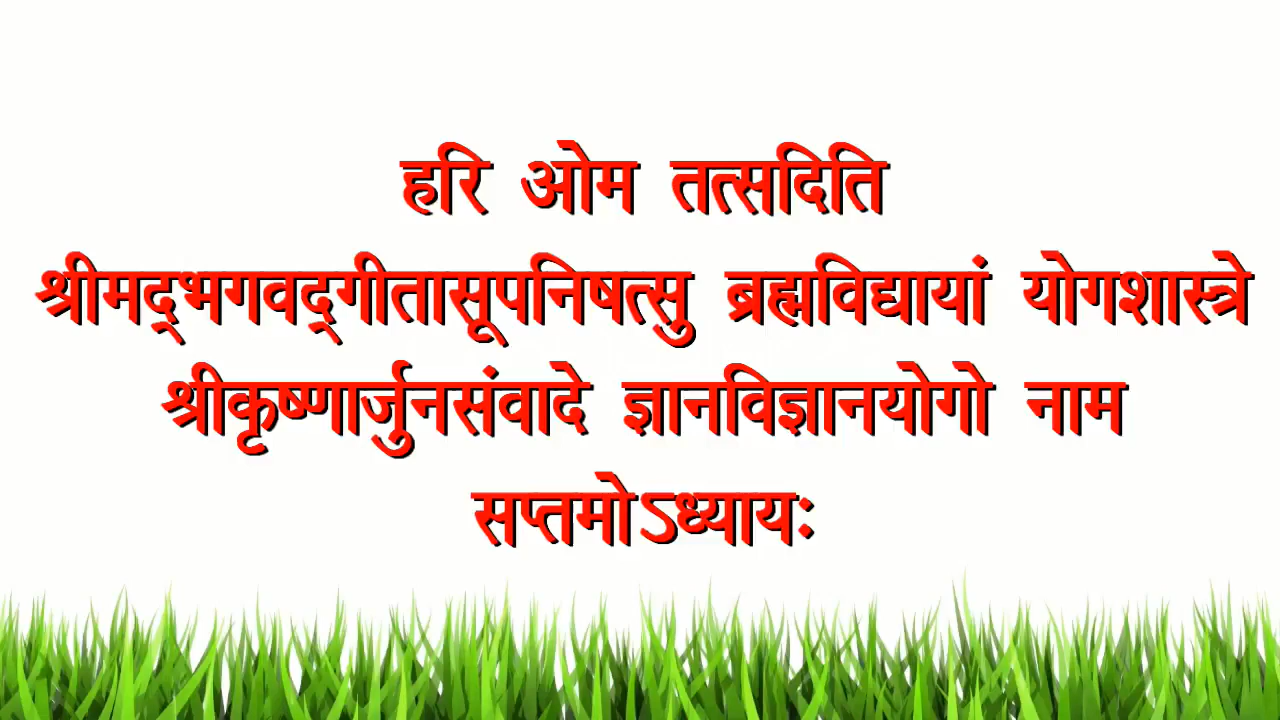 हरि ओम तत्सदिति
श्रीमद्‌भगवद्‌गीतासूपनिषत्सु ब्रह्मविद्यायां योगशास्त्रे
श्रीकृष्णार्जुनसंवादे ज्ञानविज्ञानयोगो नाम
सप्तमोऽध्यायः